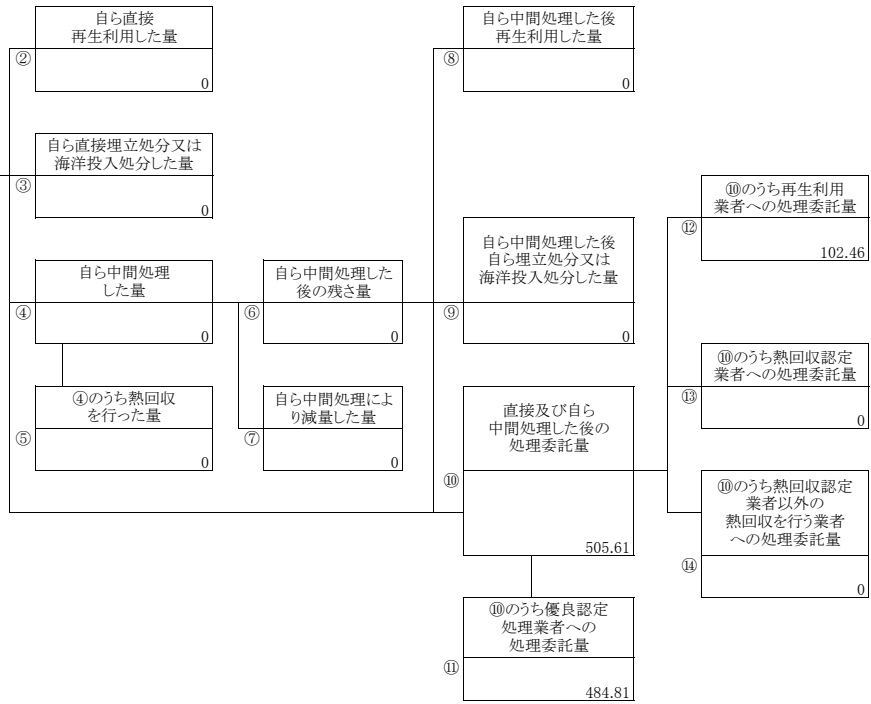 自ら直接
再生利用した量
②
0
自ら直接埋立処分又は
海洋投入処分した量
③
0
自ら中間処理
した量
④
0
④のうち熱回収
を行った量
⑤
0
自ら中間処理した
後の残さ量
⑥
0
自ら中間処理によ
り減量した量
⑦
0
自ら中間処理した後
再生利用した量
⑧
0
自ら中間処理した後
自ら埋立処分又は
海洋投入処分した量
⑨
0
直接及び自ら
中間処理した後の
処理委託量
⑩
505.61
⑩のうち優良認定
処理業者への
処理委託量
⑪
484.81
⑩のうち再生利用
業者への処理委託量
⑫
102.46
⑩のうち熱回収認定
業者への処理委託量
⑬
0
⑩のうち熱回収認定
業者以外の
熱回収を行う業者
への処理委託量
⑭
0